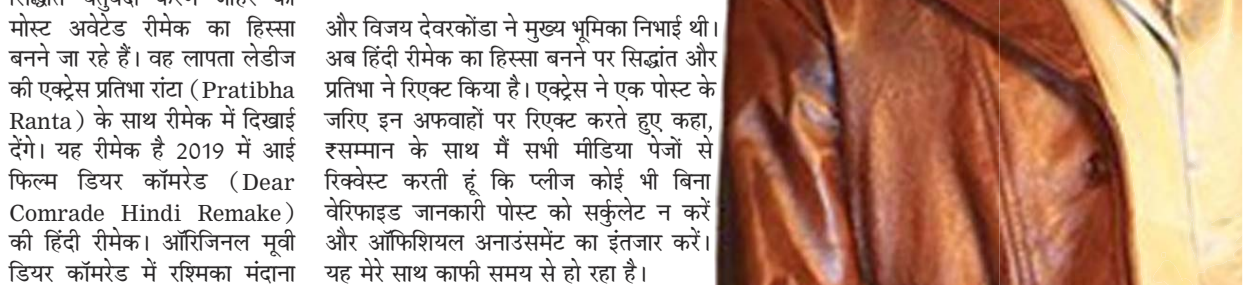 मोस्ट अवेटेड रीमेक का हिस्सा
बनने जा रहे हैं। वह लापता लेडीज
की एक्ट्रेस प्रतिभा रांटा (Pratibha
Ranta) के साथ रीमेक में दिखाई
देंगे। यह रीमेक है 2019 में आई
फिल्म डियर कॉमरेड (Dear
Comrade Hindi Remake)
की हिंदी रीमेक। ऑरिजिनल मूवी
डियर कॉमरेड में रश्मिका मंदाना
और विजय देवरकोंडा ने मुख्य भूमिका निभाई थी।
अब हिंदी रीमेक का हिस्सा बनने पर सिद्धांत और
प्रतिभा ने रिएक्ट किया है। एक्ट्रेस ने एक पोस्ट के
जरिए इन अफवाहों पर रिएक्ट करते हुए कहा,
₹सम्मान के साथ मैं सभी मीडिया पेजों से
रिक्वेस्ट करती हूं कि प्लीज कोई भी बिना
वेरिफाइड जानकारी पोस्ट को सर्कुलेट न करें
और ऑफिशियल अनाउंसमेंट का इंतजार करें।
यह मेरे साथ काफी समय से हो रहा है।